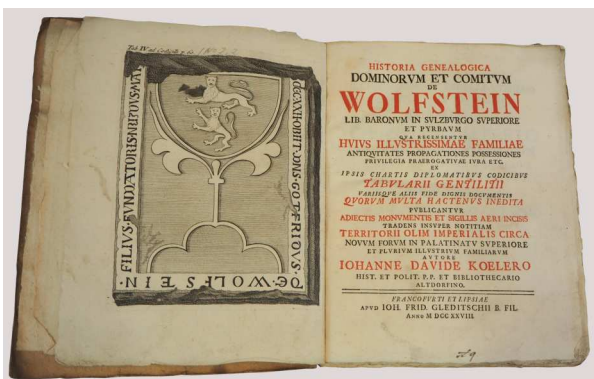 FILIUS·FUNDATORIS·
·GOTFRIDUS·
DE·WOLFSTEIN·
HISTORIA GENEALOGICA
DOMINORVM ET COMITVM
DE
WOLFSTEIN
LIB. BARONVM IN SVLZBVRGO SVPERIORE
ET PYRBAVM
QVA RECENSENTVR
HVIVS ILLVSTRISSIMAE FAMILIAE
ANTIQVITATES PROPAGATIONES POSSESSIONES
PRIVILEGIA PRAEROGATIVAE IVRA ETC.
EX
IPSIS CHARTIS DIPLOMATIBVS CODICIBVS
TABVLARII GENTILITII
VARIISQVE ALIIS FIDE DIGNIS DOCVMENTIS
QVORVM MVLTA HACTENVS INEDITA
PVBLICANTVR
ADIECTIS MONVMENTIS ET SIGILLIS AERI INCISIS
TRADENS INSVPER NOTITIAM
TERRITORII OLIM IMPERIALIS CIRCA
NOVVM FORVM IN PALATINATV SVPERIORE
ET PLVRIVM ILLVSTRIVM FAMILIARVM
AVTORE
IOHANNE DAVIDE KOELERO
HIST. ET POLIT. P.P. ET BIBLIOTHECARIO
ALTDORFINO.
FRANCOFVRTI ET LIPSIAE
APVD IOH. FRID. GLEDITSCHII B. FIL.
ANNO M DCC XXVIII.